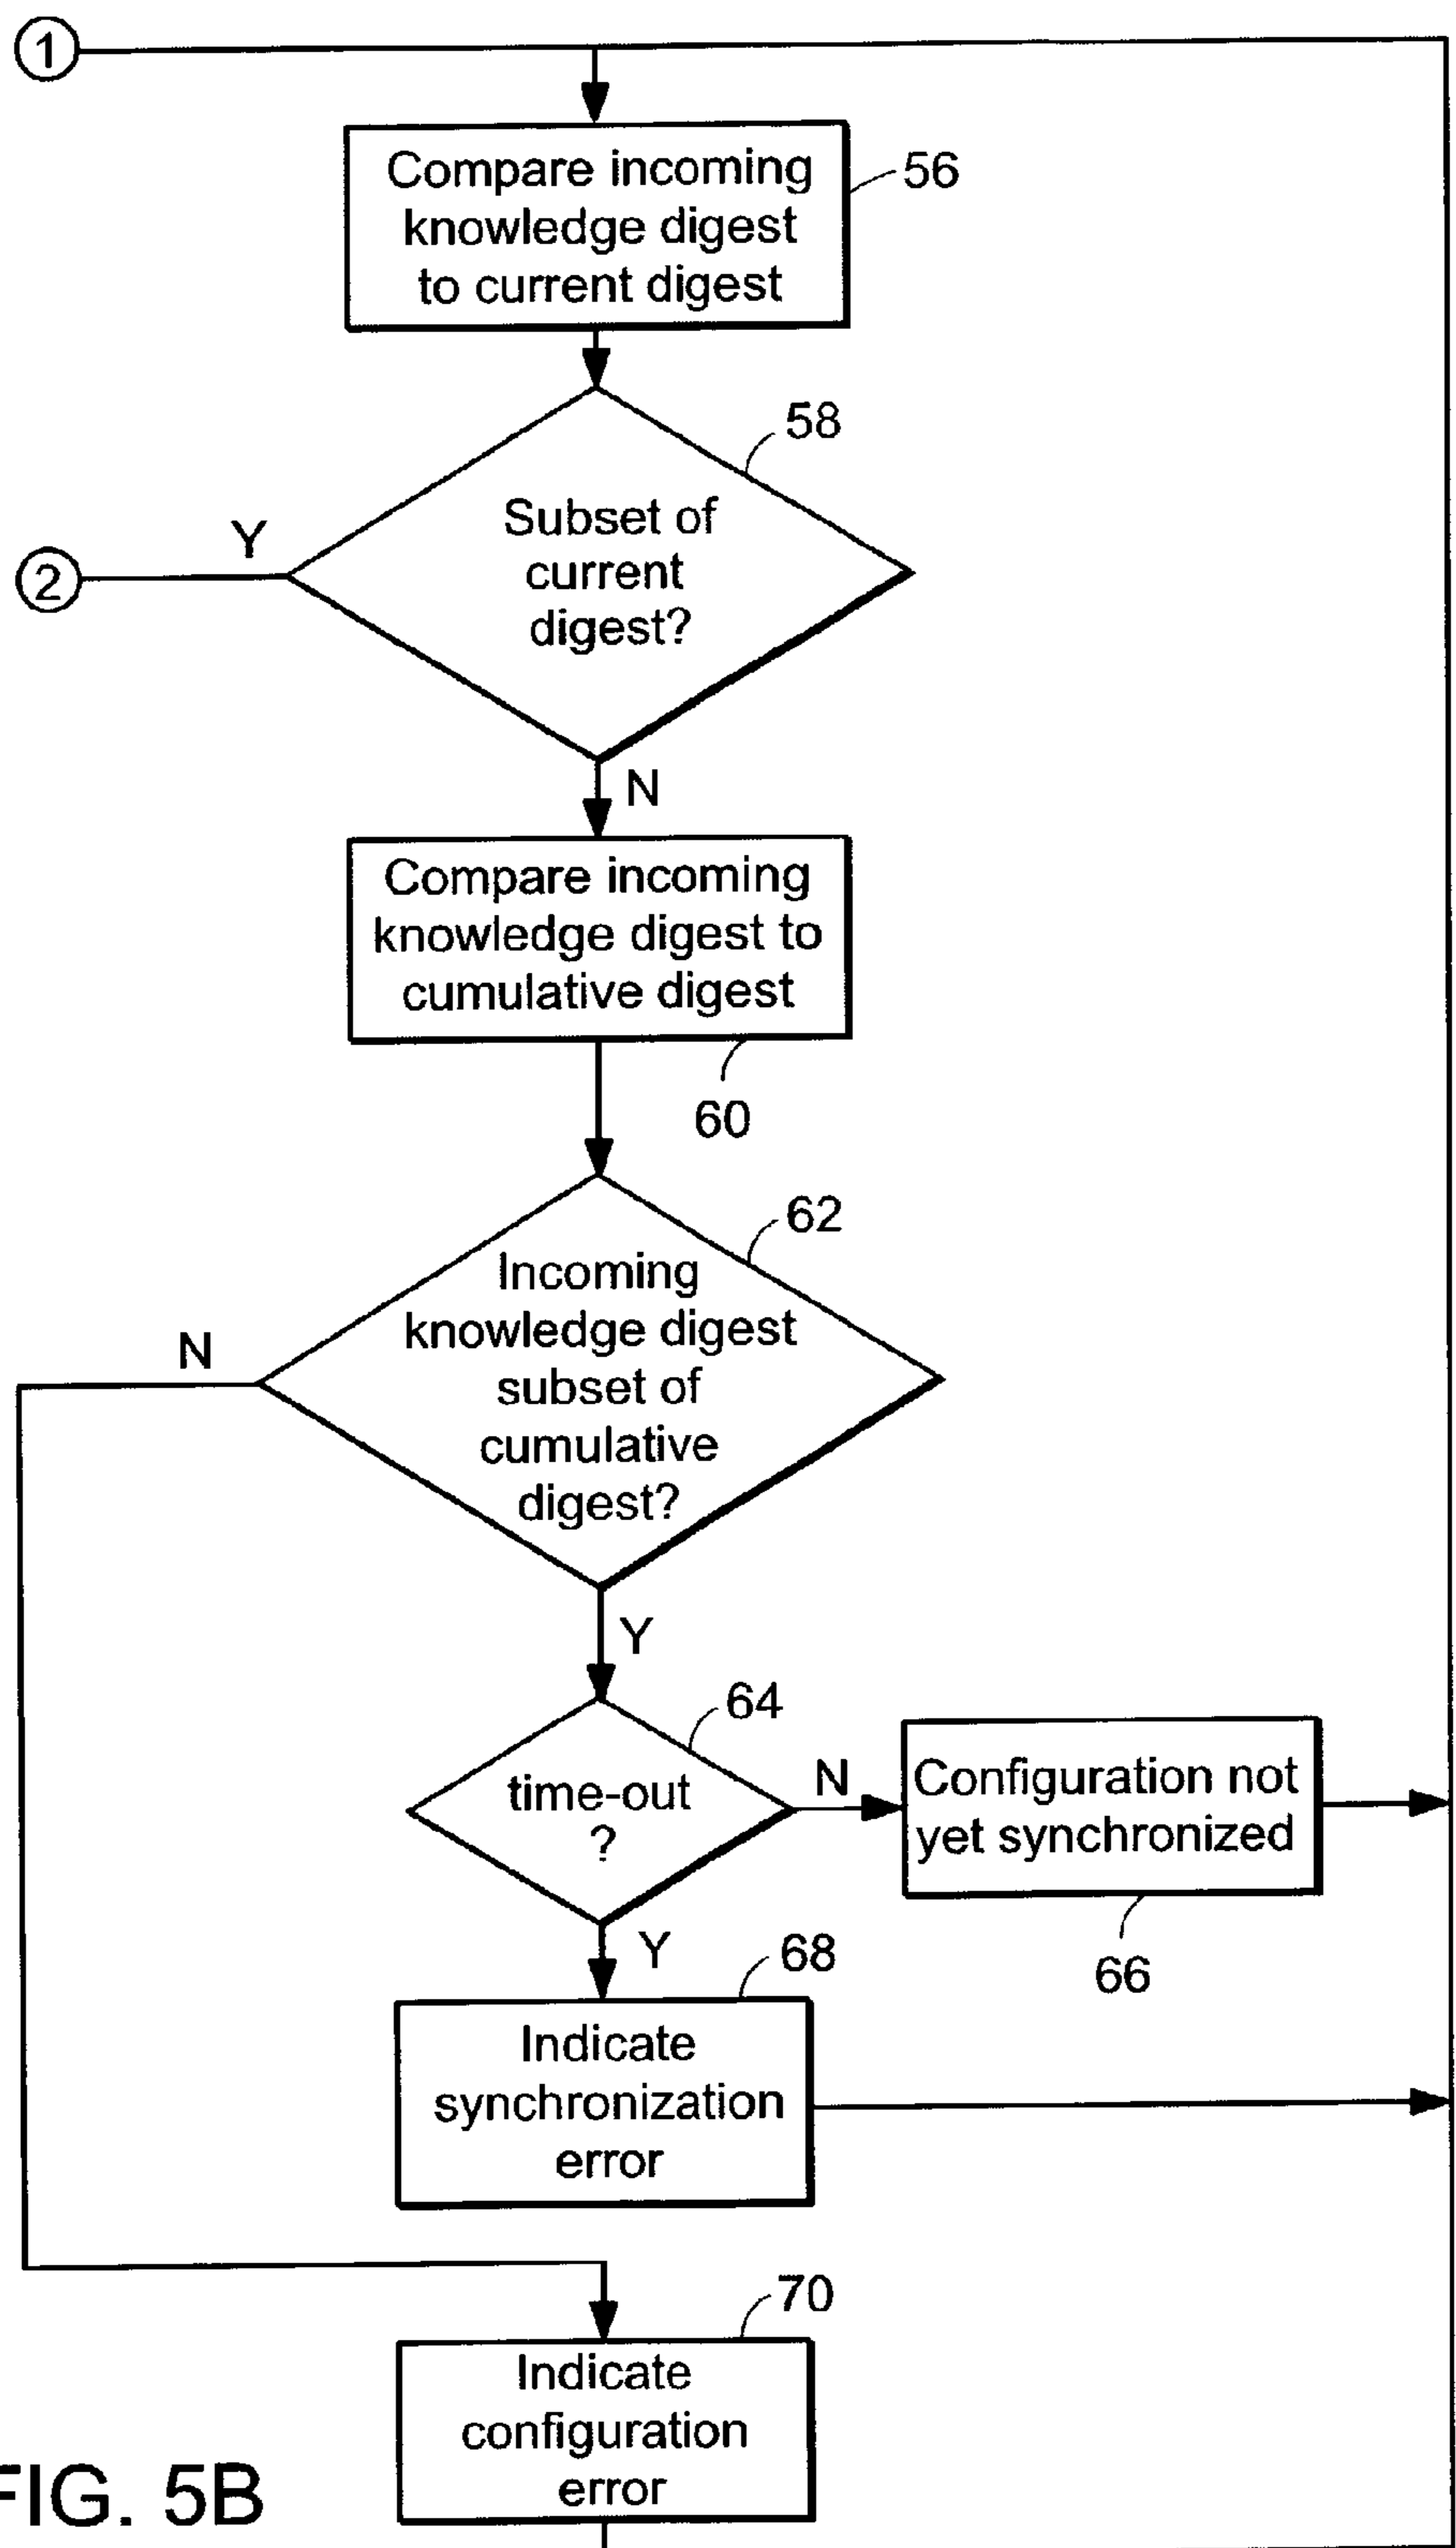 1
Compare incoming
knowledge digest
to current digest
56
58
Subset of
current
digest?
Y
2
N
Compare incoming
knowledge digest to
cumulative digest
60
62
Incoming
knowledge digest
subset of
cumulative
digest?
N
Y
64
time-out
?
N
Configuration not
yet synchronized
66
Y
68
Indicate
synchronization
error
70
Indicate
configuration
error
FIG. 5B